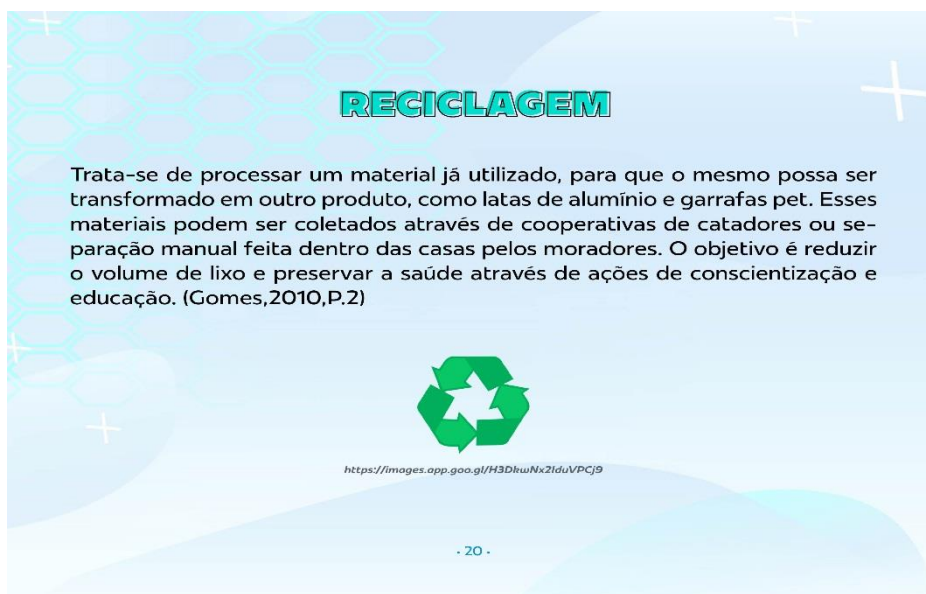 RECICLAGEM
Trata-se de processar um material já utilizado, para que o mesmo possa ser
transformado em outro produto, como latas de alumínio e garrafas pet. Esses
materiais podem ser coletados através de cooperativas de catadores ou se-
paração manual feita dentro das casas pelos moradores. O objetivo é reduzir
o volume de lixo e preservar a saúde através de ações de conscientização e
educação. (Gomes,2010,P.2)
https://images.app.goo.gl/H3DkwNx2lduVPCj9
· 20 ·